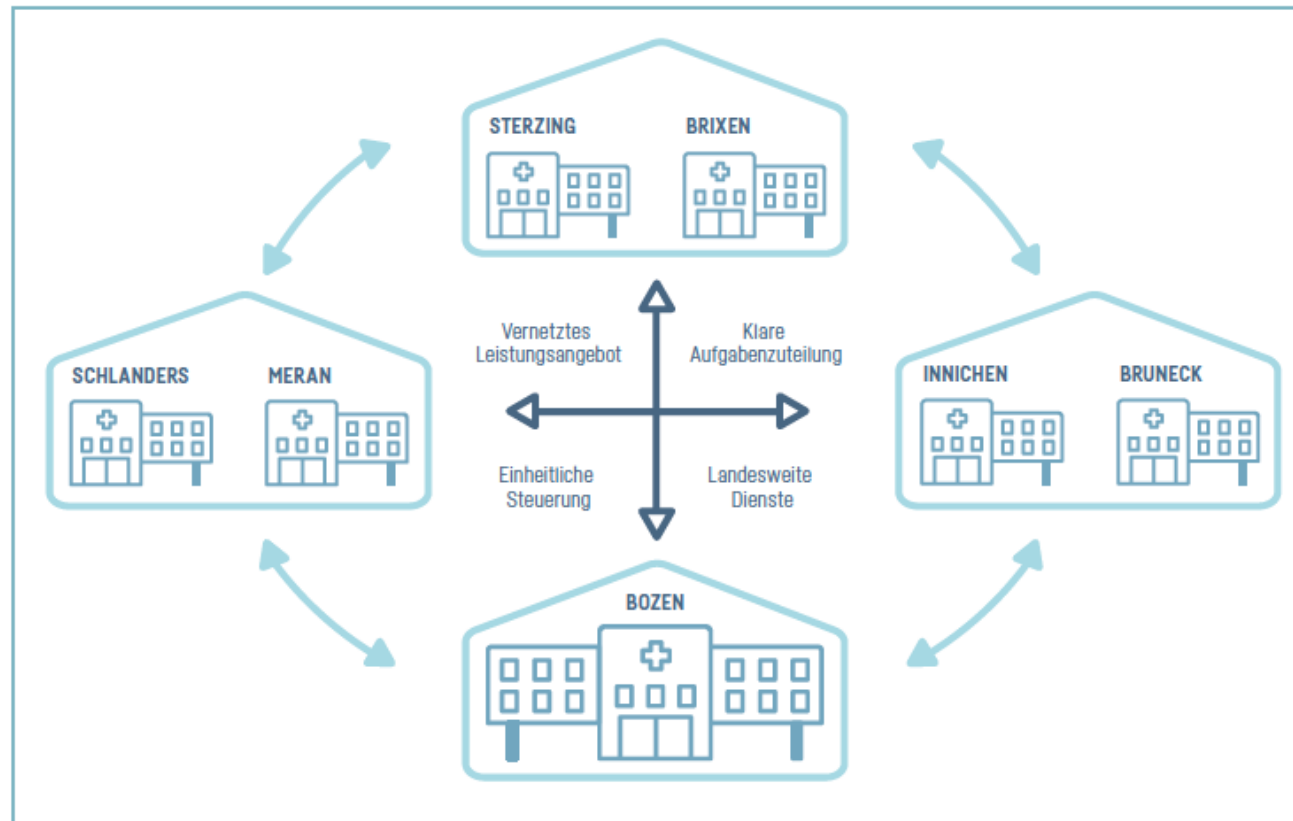 STERZING
BRIXEN
Vernetztes
Leistungsangebot
Klare
Aufgabenzuteilung
SCHLANDERS
MERAN
INNICHEN
BRUNECK
Einheitliche
Steuerung
Landesweite
Dienste
BOZEN